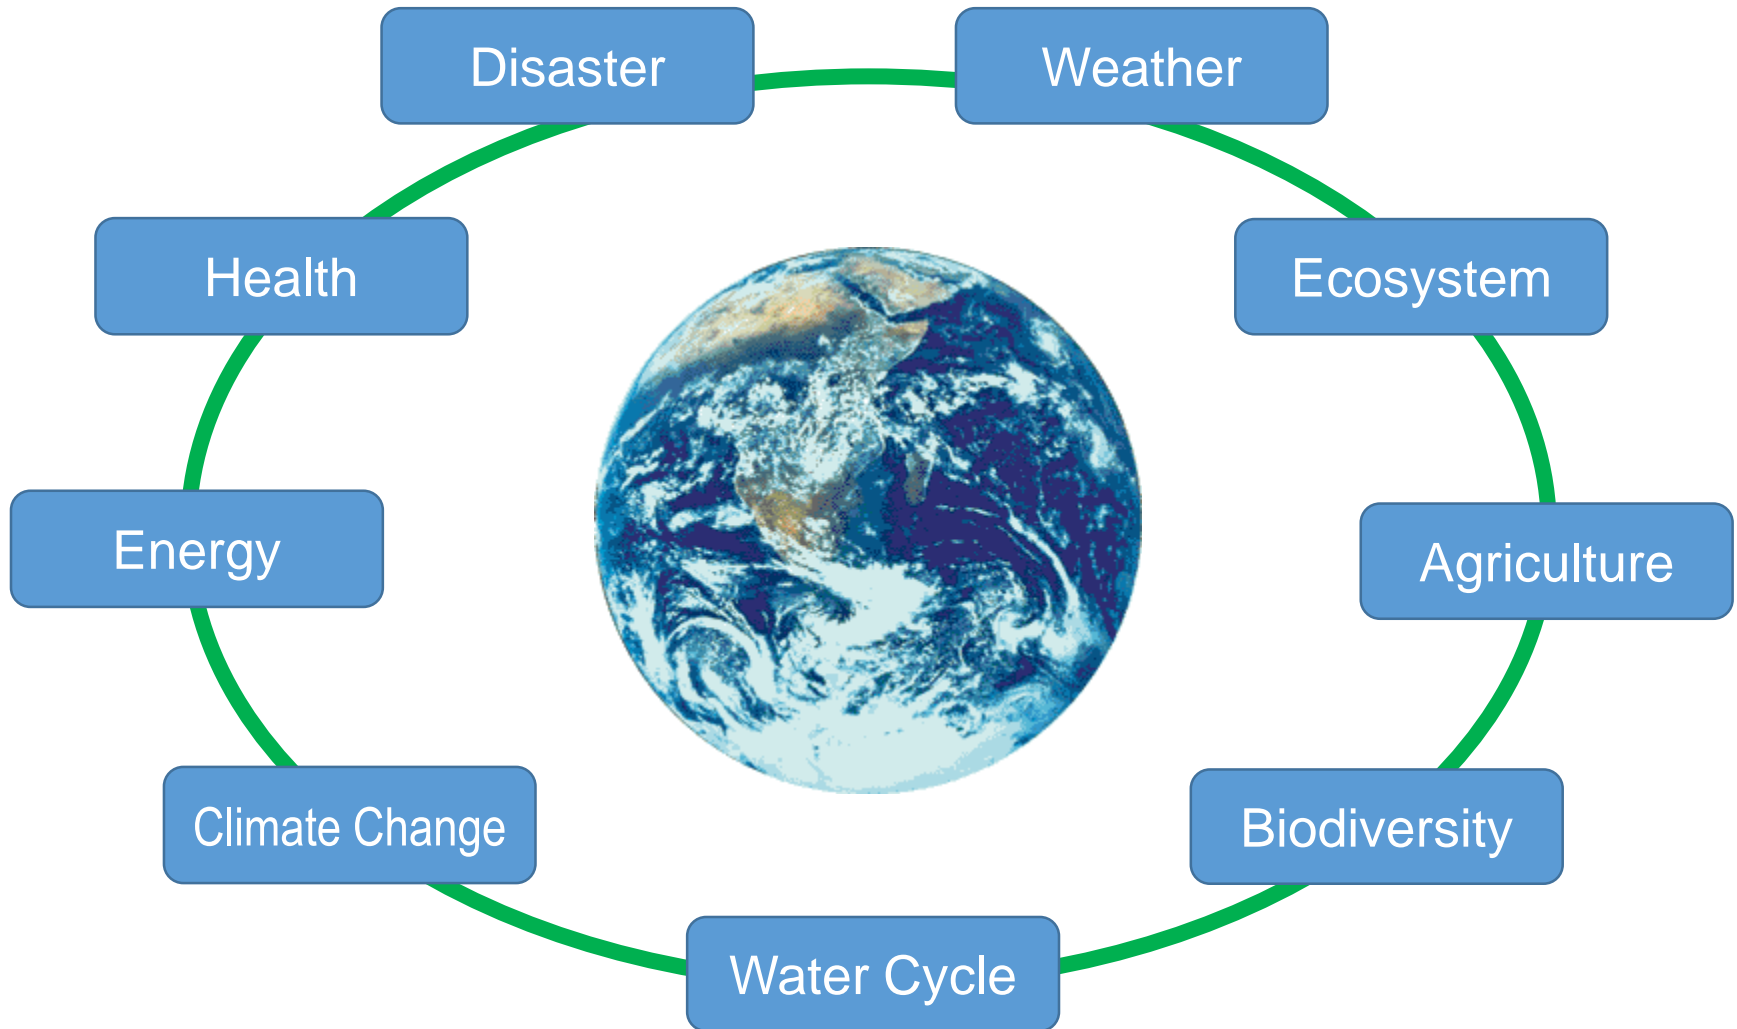 Disaster
Weather
Health
Ecosystem
Energy
Agriculture
Climate Change
Biodiversity
Water Cycle